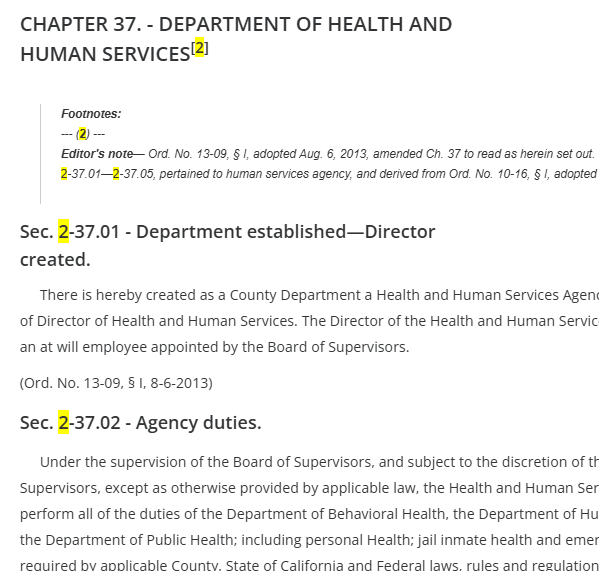 CHAPTER 37. - DEPARTMENT OF HEALTH AND
HUMAN SERVICES[2]
Footnotes:
--- (2) ---
Editor's note— Ord. No. 13-09, § I, adopted Aug. 6, 2013, amended Ch. 37 to read as herein set out.
2-37.01—2-37.05, pertained to human services agency, and derived from Ord. No. 10-16, § I, adopted
Sec. 2-37.01 - Department established—Director
created.
There is hereby created as a County Department a Health and Human Services
of Director of Health and Human Services. The Director of the Health and Human
an at will employee appointed by the Board of Supervisors.
(Ord. No. 13-09, § I, 8-6-2013)
Sec. 2-37.02 - Agency duties.
Under the supervision of the Board of Supervisors, and subject to the discretion of
Supervisors, except as otherwise provided by applicable law, the Health and Human
perform all of the duties of the Department of Behavioral Health, the Department of
the Department of Public Health; including personal Health; jail inmate health and
required by applicable County, State of California and Federal laws, rules and